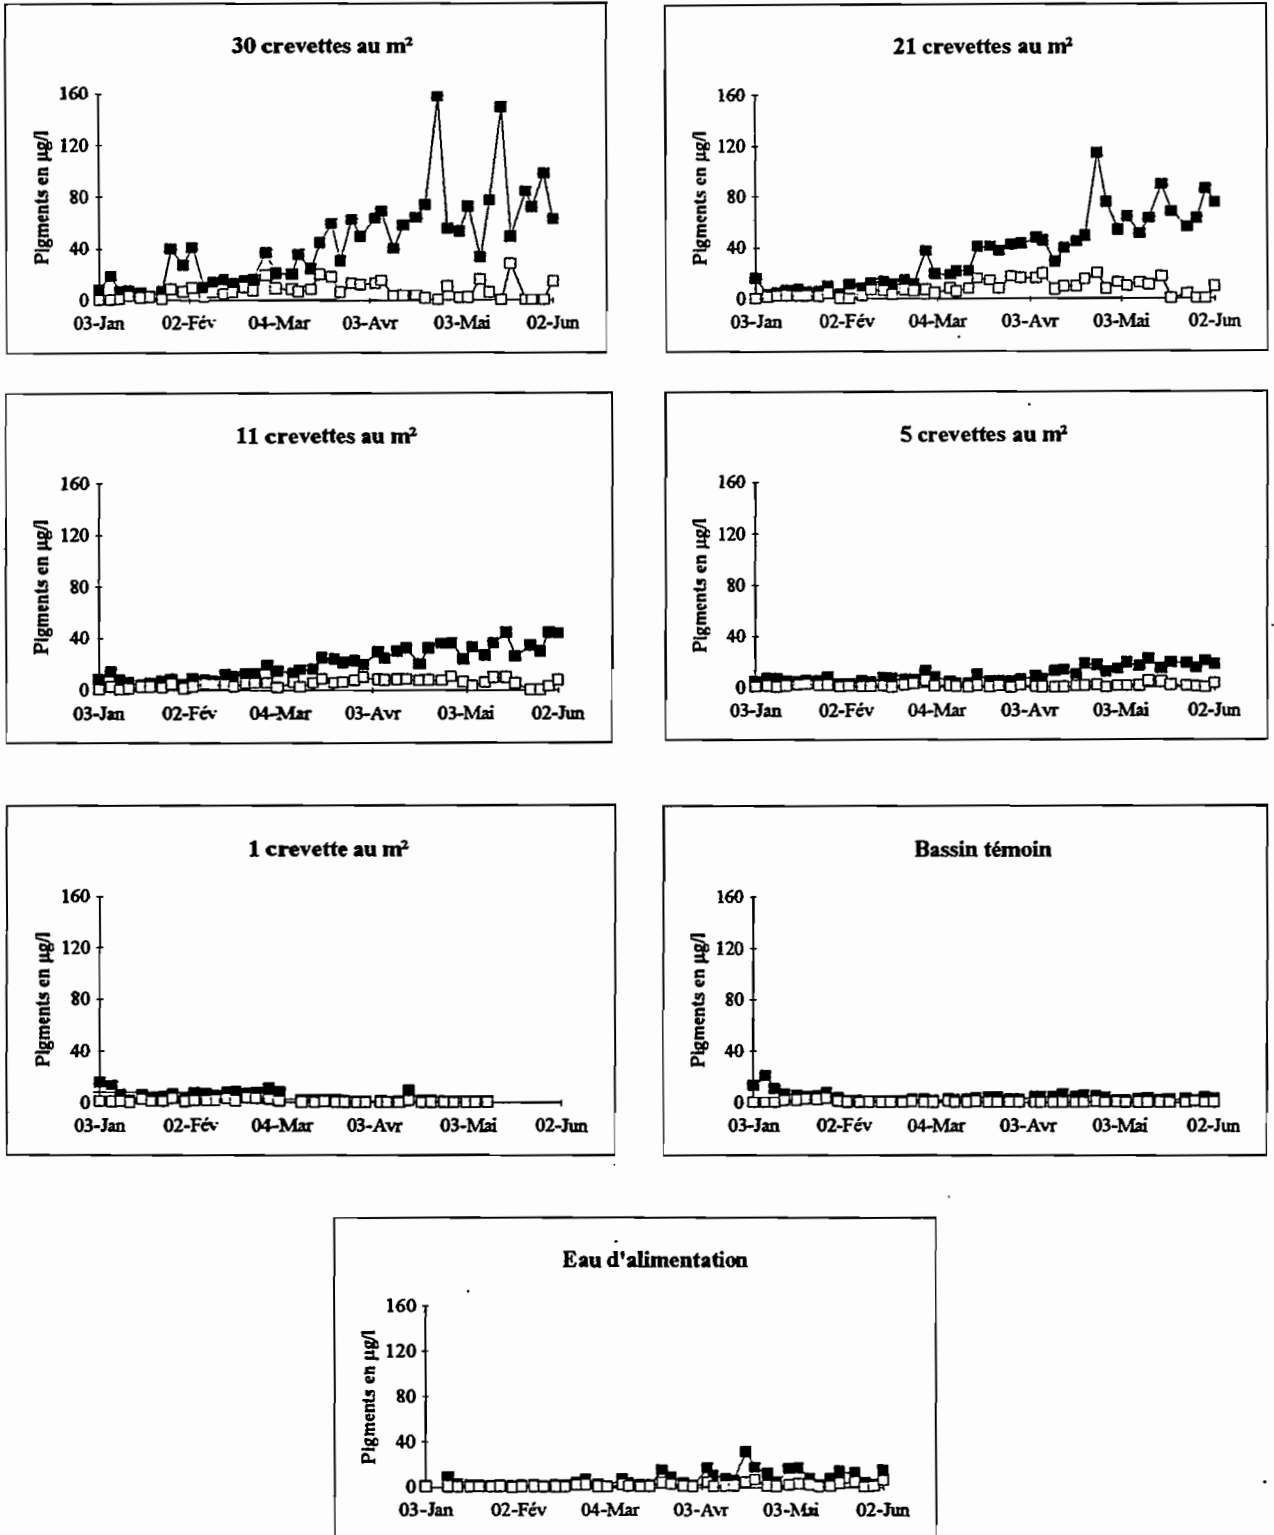 30 crevettes au m²
Pigments en µg/l
160
120
80
40
0
03-Jan 02-Fév 04-Mar 03-Avr 03-Mai 02-Jun
21 crevettes au m²
Pigments en µg/l
160
120
80
40
0
03-Jan 02-Fév 04-Mar 03-Avr 03-Mai 02-Jun
11 crevettes au m²
Pigments en µg/l
160
120
80
40
0
03-Jan 02-Fév 04-Mar 03-Avr 03-Mai 02-Jun
5 crevettes au m²
Pigments en µg/l
160
120
80
40
0
03-Jan 02-Fév 04-Mar 03-Avr 03-Mai 02-Jun
1 crevette au m²
Pigments en µg/l
160
120
80
40
0
03-Jan 02-Fév 04-Mar 03-Avr 03-Mai 02-Jun
Bassin témoin
Pigments en µg/l
160
120
80
40
0
03-Jan 02-Fév 04-Mar 03-Avr 03-Mai 02-Jun
Eau d'alimentation
Pigments en µg/l
160
120
80
40
0
03-Jan 02-Fév 04-Mar 03-Avr 03-Mai 02-Jun